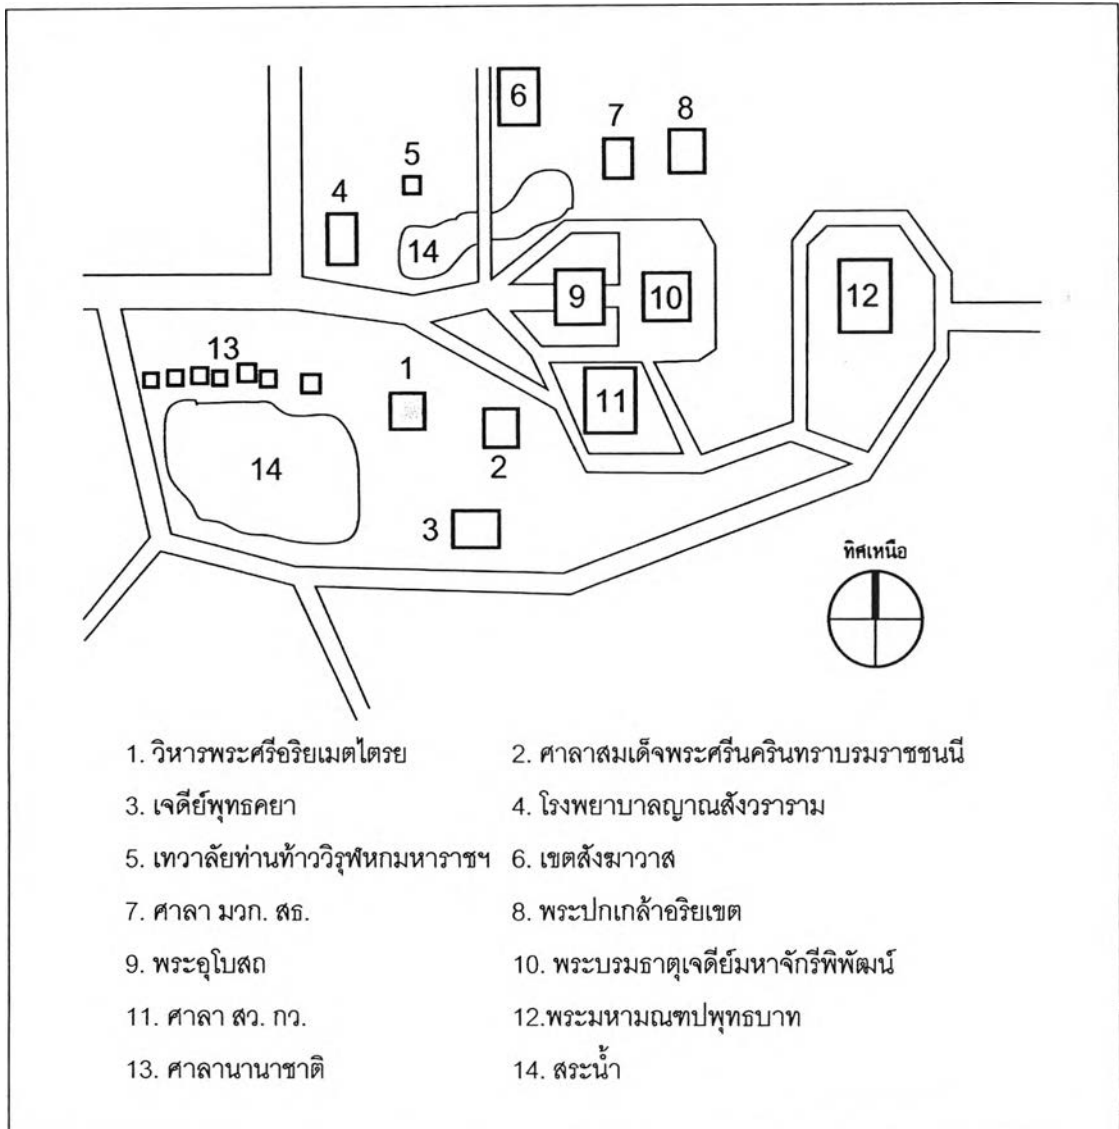 6
7
8
5
4
14
9
10
12
13
1
11
2
14
3
ทิศเหนือ
1. วิหารพระศรีอริยเมตไตรย 2. ศาลาสมเด็จพระศรีนครินทราบรมราชชนนี
3. เจดีย์พุทธคยา 4. โรงพยาบาลญาณสังวราราม
5. เทวาลัยท่านท้าววิรุฬหกมหาราชฯ 6. เขตสังฆาวาส
7. ศาลา มวก. สธ. 8. พระปกเกล้าอริยเขต
9. พระอุโบสถ 10. พระบรมธาตุเจดีย์มหาจักรีพิพัฒน์
11. ศาลา สว. กว. 12.พระมหามณฑปพุทธบาท
13. ศาลานานาชาติ 14. สระน้ำ